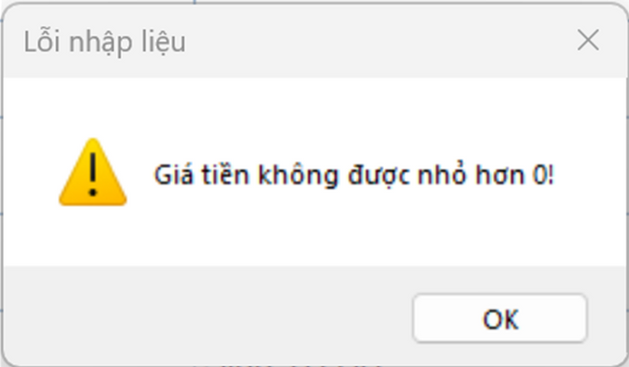 Lỗi nhập liệu
Giá tiền không được nhỏ hơn 0!
OK